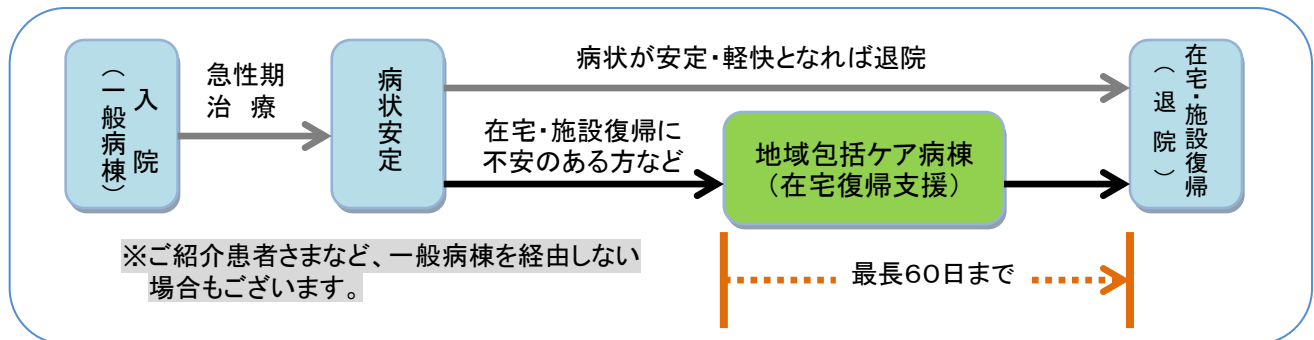 入院
（一般病棟）
急性期
治 療
病状安定
病状が安定・軽快となれば退院
在宅・施設復帰に
不安のある方など
地域包括ケア病棟
（在宅復帰支援）
在宅・施設復帰
（退院）
※ご紹介患者さまなど、一般病棟を経由しない
場合もございます。
最長６０日まで